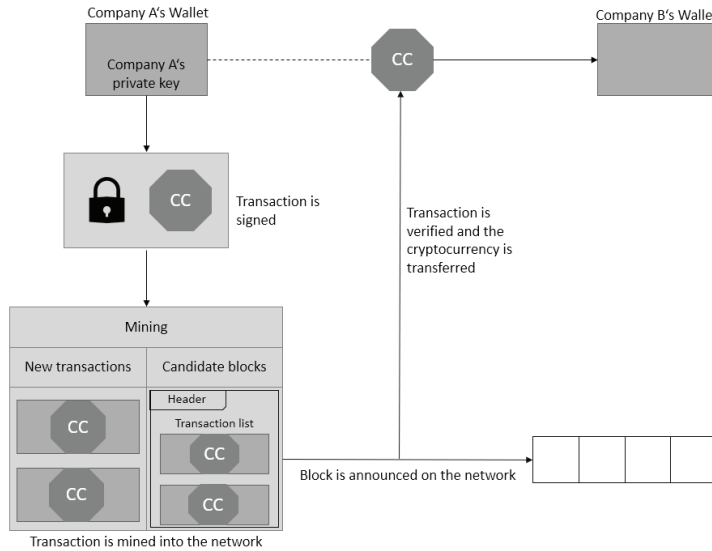 Company A's Wallet
Company B's Walle
Company A's
private key
CC
CC
Transaction is
signed
Transaction is
verified and the
cryptocurrency is
transferred
Mining
New transactions
Candidate blocks
Header
Transaction list
CC
CC
CC
CC
Block is announced on the network
Transaction is mined into the network